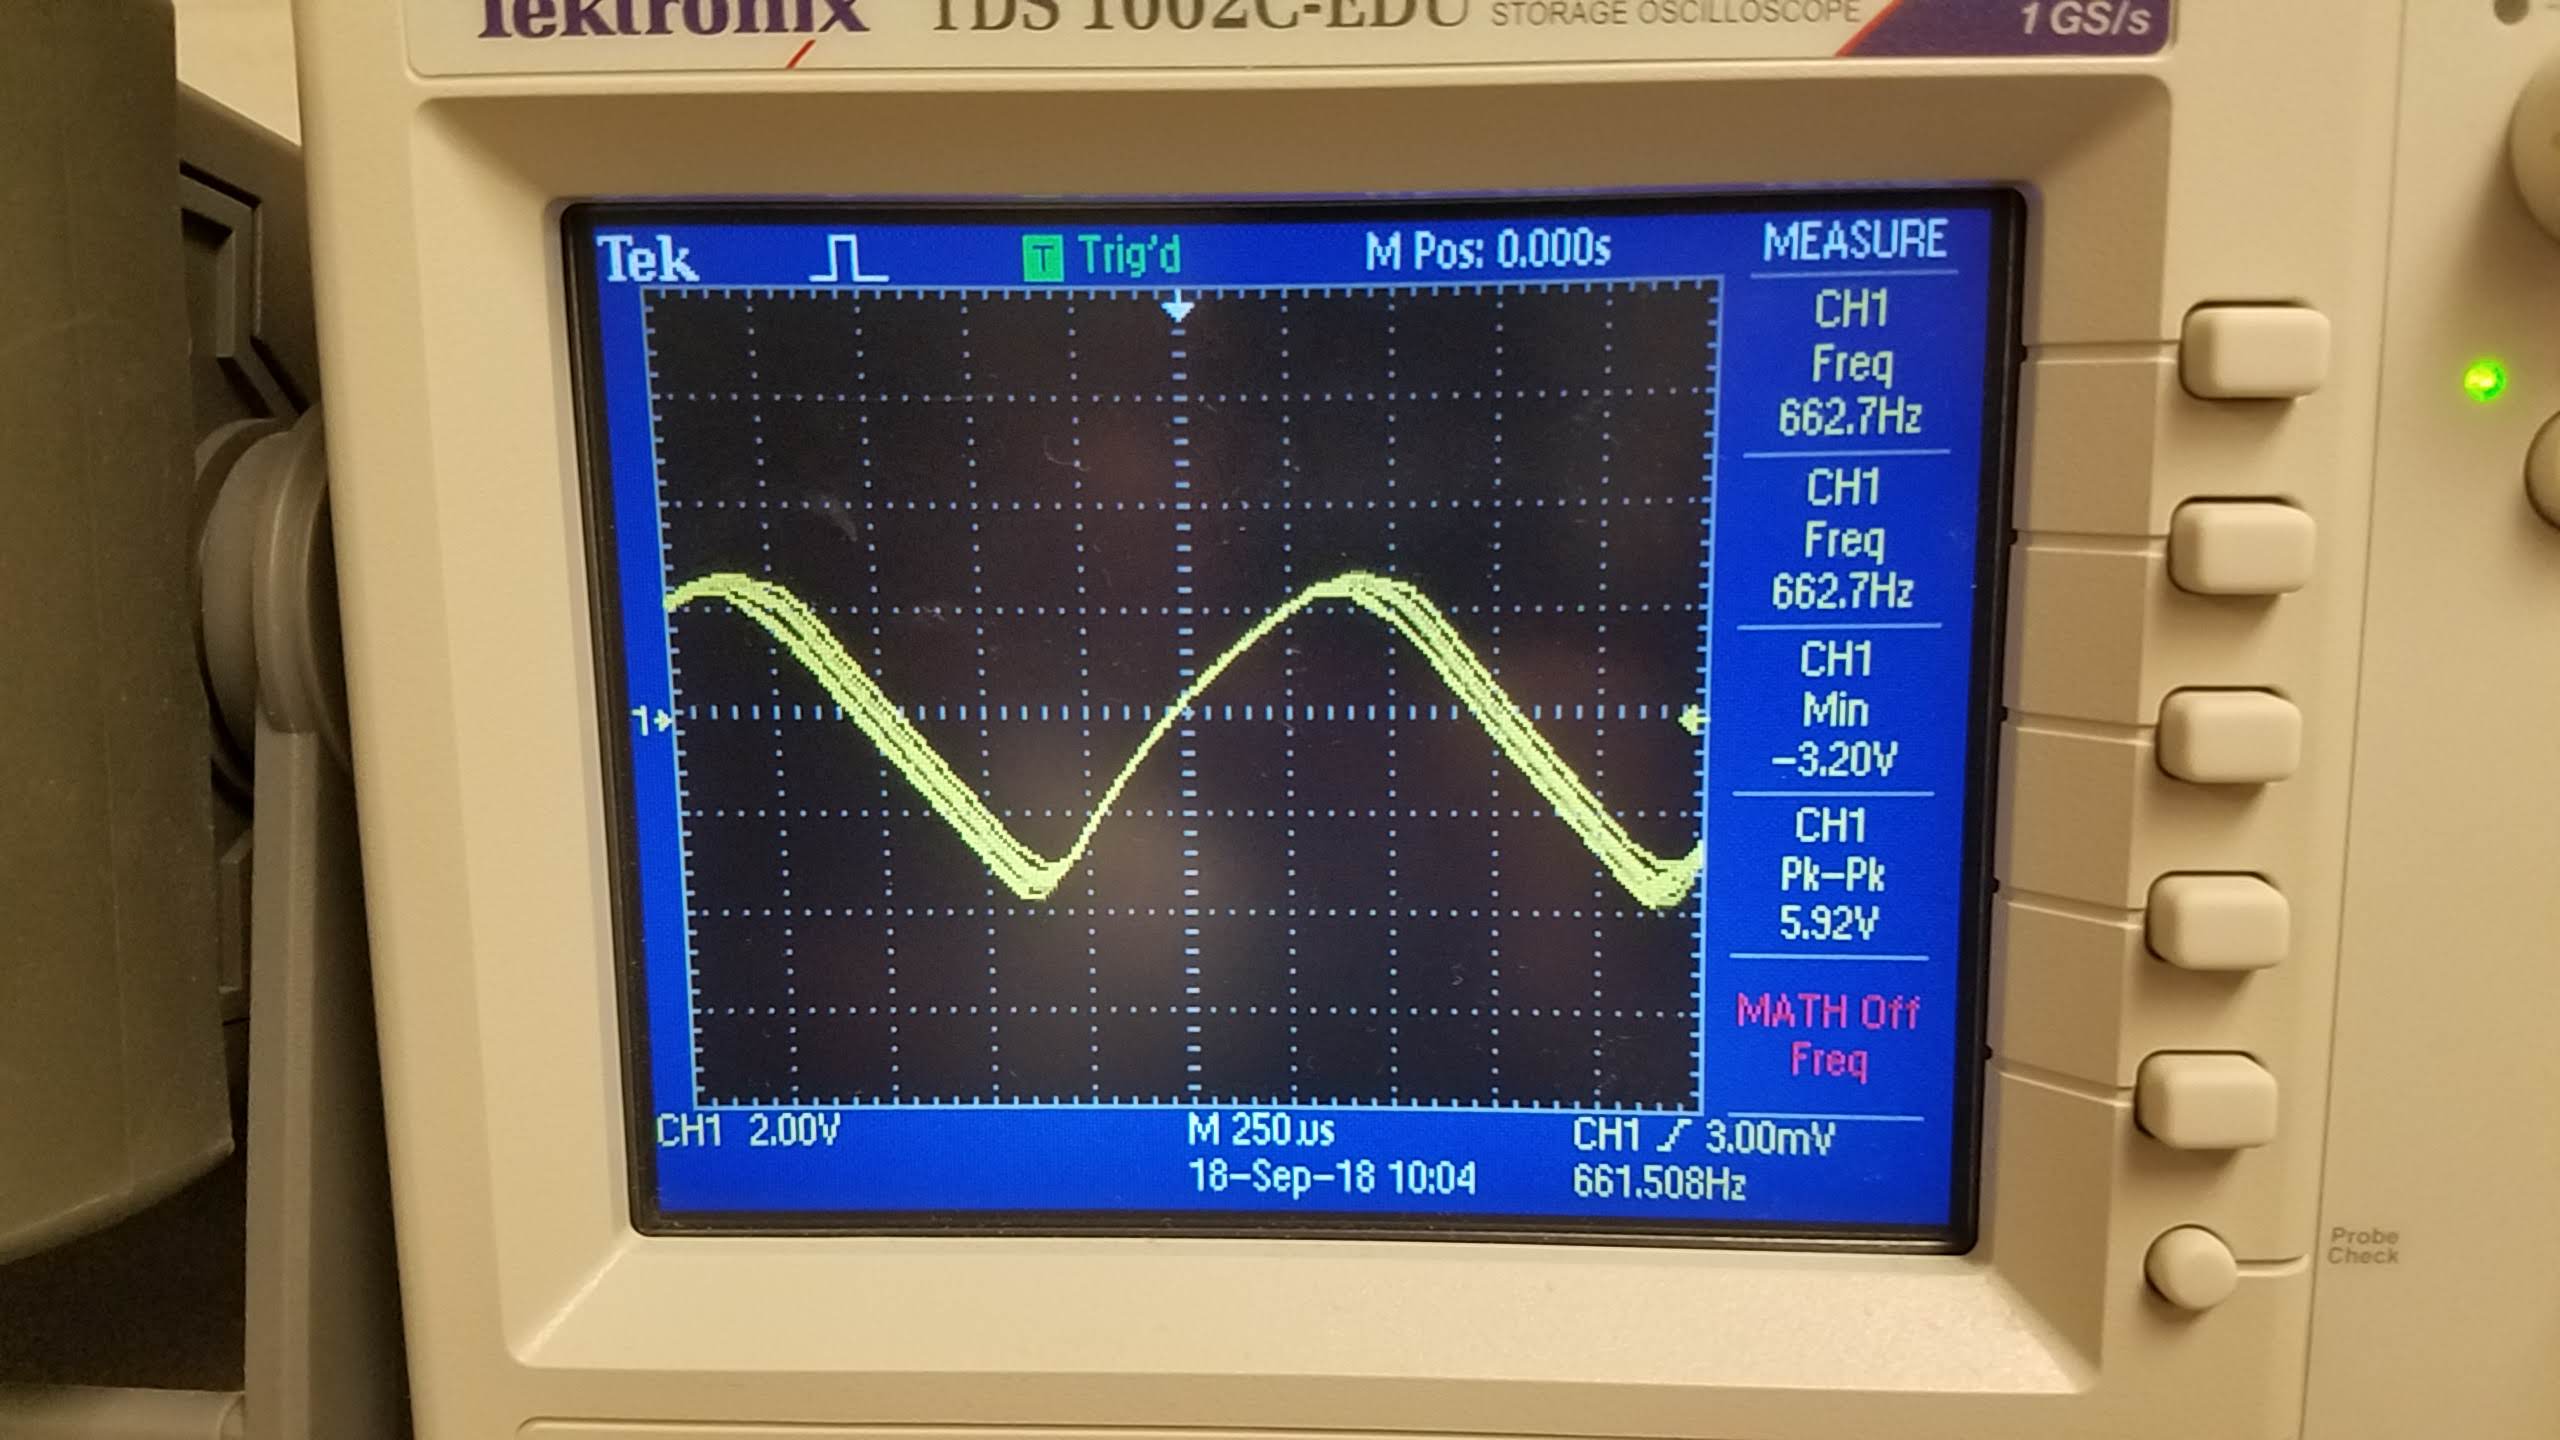 Tektronix TDS 1002C-EDU STORAGE OSCILLOSCOPE 1 GS/s
Tek T Trig'd M Pos: 0.000s MEASURE
CH1
Freq
662.7Hz
CH1
Freq
662.7Hz
CH1
Min
-3.20V
CH1
Pk-Pk
5.92V
MATH Off
Freq
1
CH1 2.00V M 250µs CH1 3.00mV
18-Sep-18 10:04 661.508Hz
Probe
Check